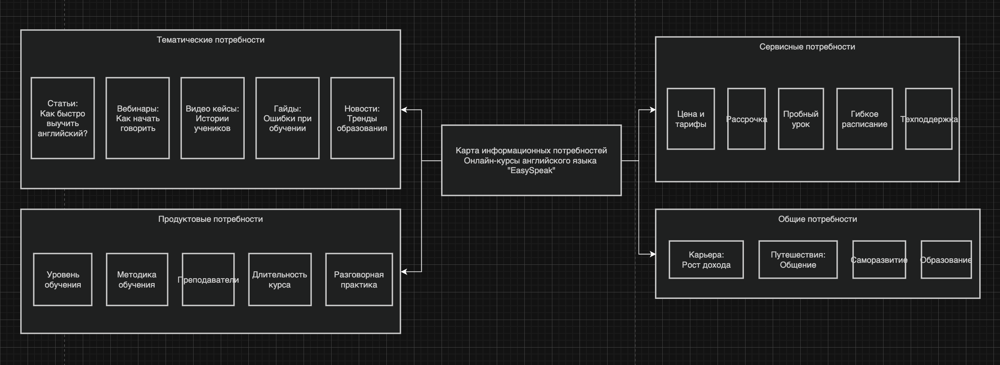 Тематические потребности
Статьи:
Как быстро
выучить
английский?
Вебинары:
Как начать
говорить
Видео кейсы:
Истории
учеников
Гайды:
Ошибки при
обучении
Новости:
Тренды
образования
Продуктовые потребности
Уровень
обучения
Методика
обучения
Преподаватели
Длительность
курса
Разговорная
практика
Карта информационных потребностей
Онлайн-курсы английского языка
"EasySpeak"
Сервисные потребности
Цена и
тарифы
Рассрочка
Пробный
урок
Гибкое
расписание
Техподдержка
Общие потребности
Карьера:
Рост дохода
Путешествия:
Общение
Саморазвитие
Образование